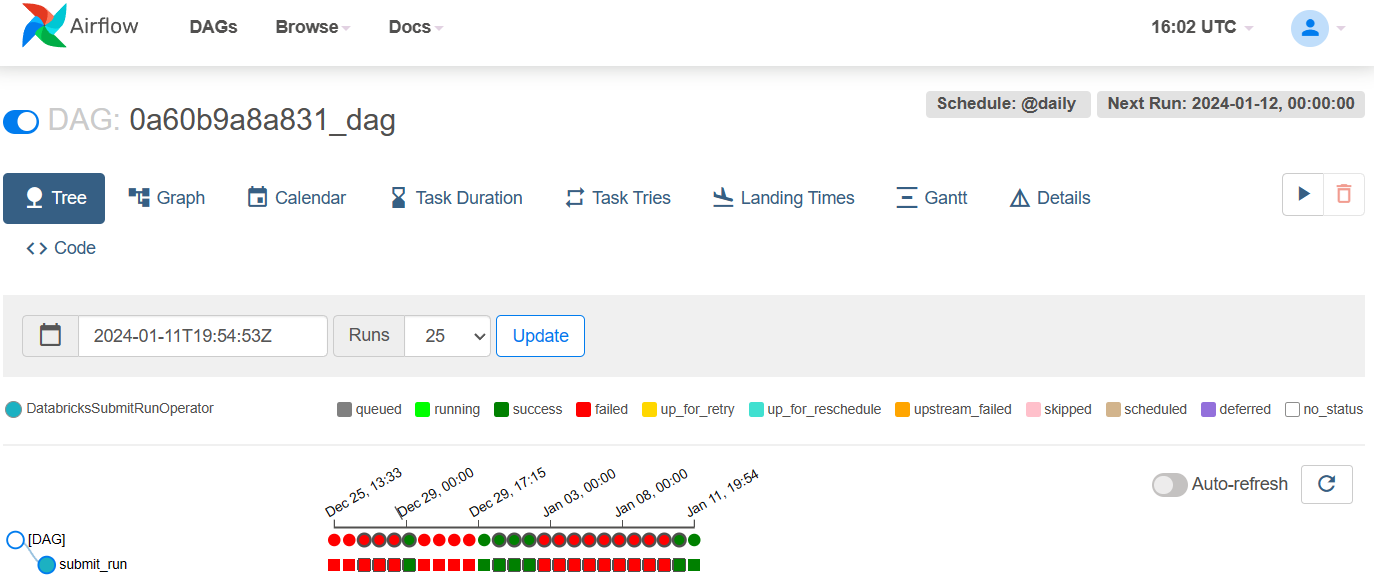 Airflow DAGs Browse Docs 16:02 UTC
DAG: 0a60b9a8a831_dag Schedule: @daily Next Run: 2024-01-12, 00:00:00
Tree Graph Calendar Task Duration Task Tries Landing Times Gantt Details
<> Code
2024-01-11T19:54:53Z Runs 25 Update
DatabricksSubmitRunOperator queued running success failed up_for_retry up_for_reschedule upstream_failed skipped scheduled deferred no_status
Dec 25, 13:33 Dec 29, 00:00 Dec 29, 17:15 Jan 03, 00:00 Jan 08, 00:00 Jan 11, 19:54 Auto-refresh
[DAG]
submit_run